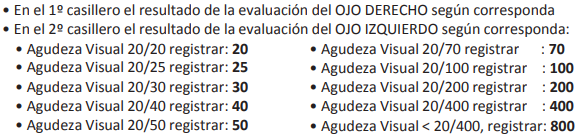 • En el 1º casillero el resultado de la evaluación del OJO DERECHO según corresponda
• En el 2º casillero el resultado de la evaluación del OJO IZQUIERDO según corresponda:
• Agudeza Visual 20/20 registrar: 20
• Agudeza Visual 20/25 registrar: 25
• Agudeza Visual 20/30 registrar: 30
• Agudeza Visual 20/40 registrar: 40
• Agudeza Visual 20/50 registrar: 50
• Agudeza Visual 20/70 registrar : 70
• Agudeza Visual 20/100 registrar : 100
• Agudeza Visual 20/200 registrar : 200
• Agudeza Visual 20/400 registrar : 400
• Agudeza Visual < 20/400, registrar: 800